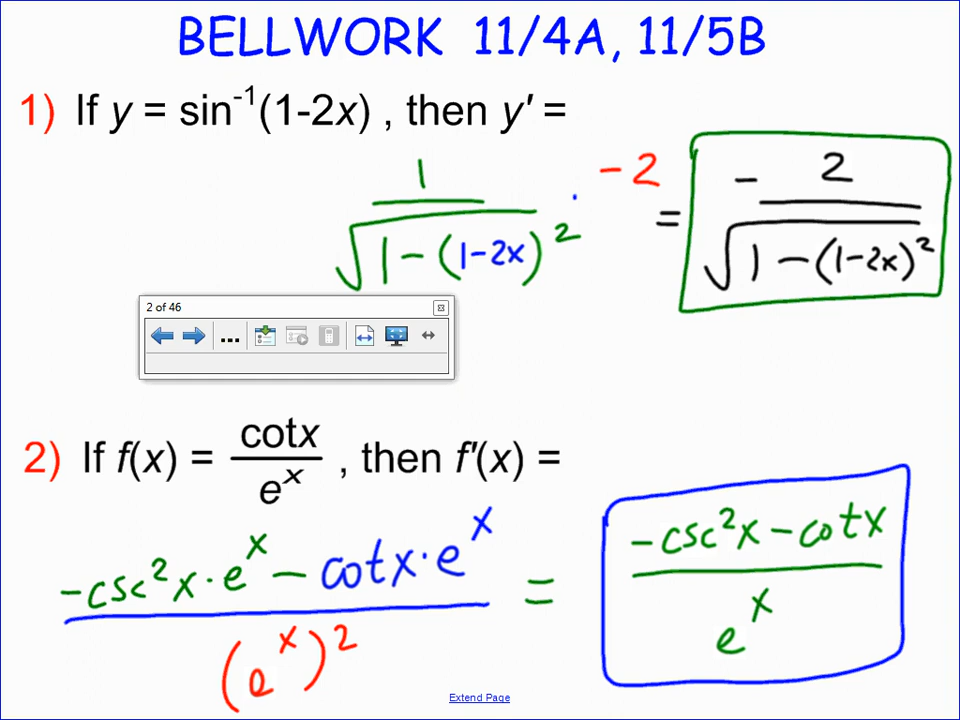 BELLWORK 11/4A, 11/5B
1) If y = sin⁻¹(1-2x) , then y′ =
1/√(1-(1-2x)²) · -2 = - 2/√(1-(1-2x)²)
2 of 46
...
2) If f(x) = cotx/eˣ , then f′(x) =
(-csc²x·eˣ - cotx·eˣ)/(eˣ)² = (-csc²x - cotx)/eˣ
Extend Page